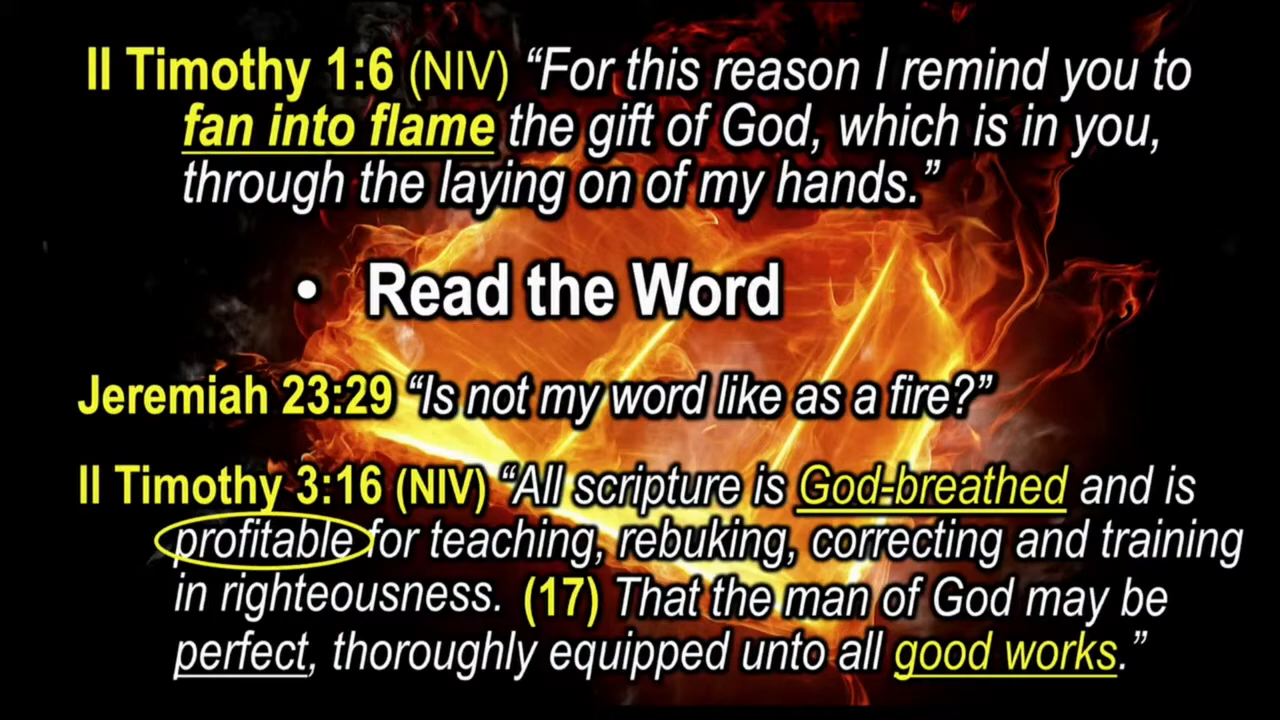 II Timothy 1:6 (NIV) “For this reason I remind you to
fan into flame the gift of God, which is in you,
through the laying on of my hands.”
• Read the Word
Jeremiah 23:29 “Is not my word like as a fire?”
II Timothy 3:16 (NIV) “All scripture is God-breathed and is
profitable for teaching, rebuking, correcting and training
in righteousness. (17) That the man of God may be
perfect, thoroughly equipped unto all good works.”